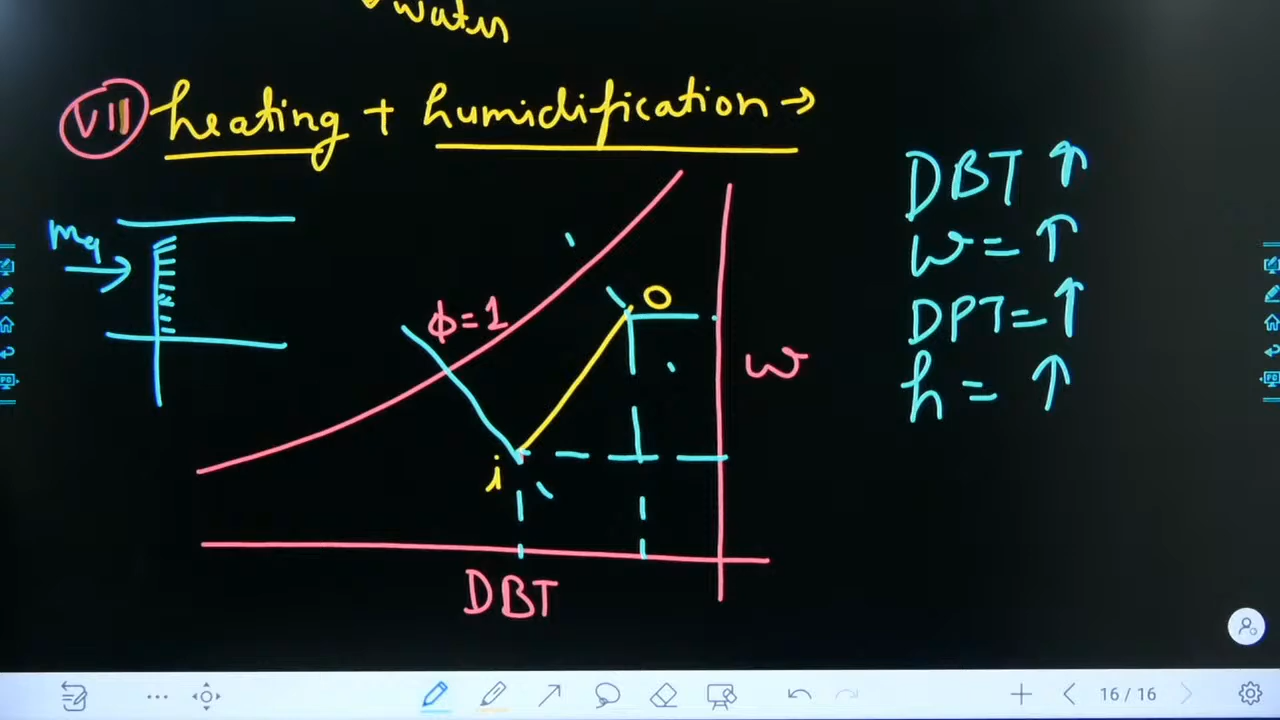 water
VII heating + humidification →
DBT ↑
w = ↑
DPT = ↑
h = ↑
ma
ϕ = 1
O
w
i
DBT
16 / 16